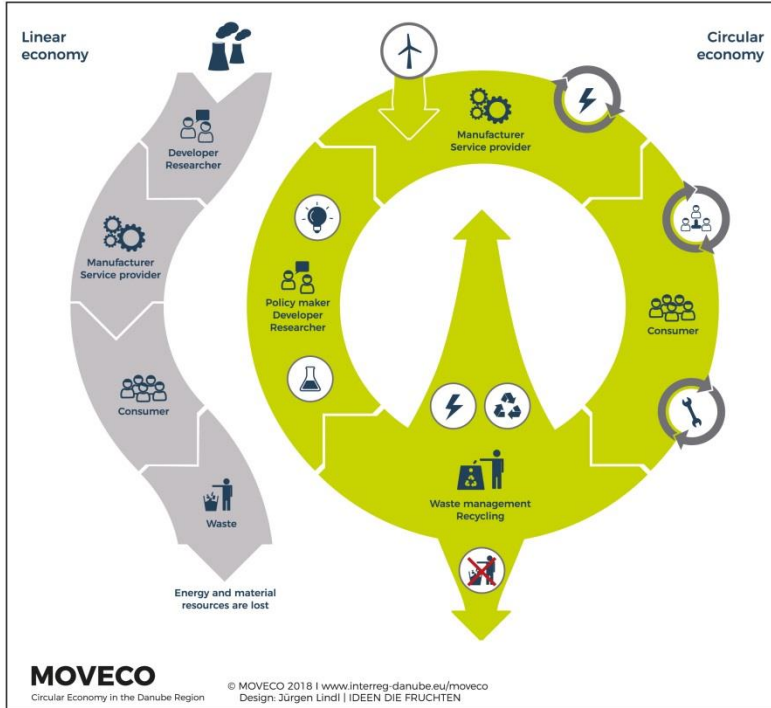 Linear
economy
Circular
economy
Developer
Researcher
Manufacturer
Service provider
Consumer
Waste
Energy and material
resources are lost
Manufacturer
Service provider
Policy maker
Developer
Researcher
Consumer
Waste management
Recycling
MOVECO
Circular Economy in the Danube Region
© MOVECO 2018 I www.interreg-danube.eu/moveco
Design: Jürgen Lindl | IDEEN DIE FRUCHTEN